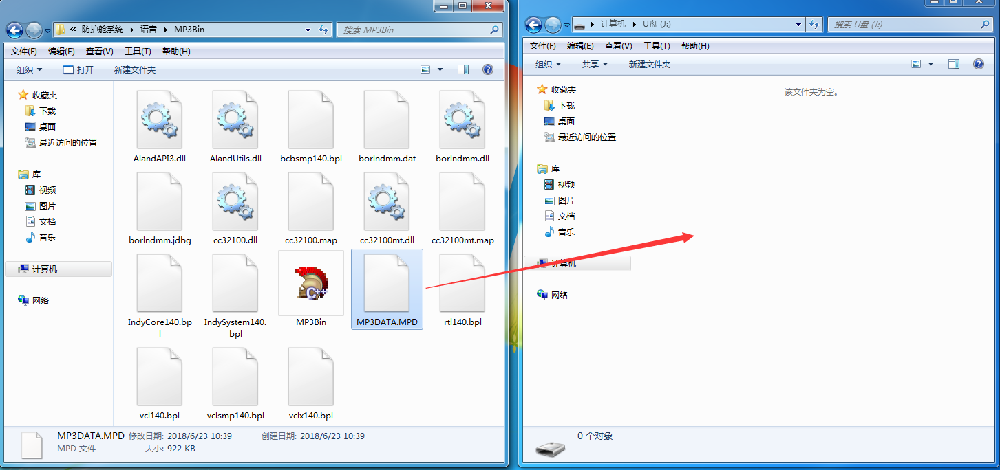 « 防护舱系统 语音 MP3Bin
搜索 MP3Bin
文件(F) 编辑(E) 查看(V) 工具(T) 帮助(H)
组织 打开 新建文件夹
收藏夹
下载
桌面
最近访问的位置
库
视频
图片
文档
音乐
计算机
网络
AlandAPI3.dll
AlandUtils.dll
bcbsmp140.bpl
borlndmm.dat
borlndmm.dll
borlndmm.jdbg
cc32100.dll
cc32100.map
cc32100mt.dll
cc32100mt.map
IndyCore140.bp
l
IndySystem140.
bpl
C++
MP3Bin
MP3DATA.MPD
rtl140.bpl
vcl140.bpl
vclsmp140.bpl
vclx140.bpl
MP3DATA.MPD 修改日期: 2018/6/23 10:39 创建日期: 2018/6/23 10:39
MPD 文件 大小: 922 KB
计算机 U盘 (J:)
搜索 U盘 (J:)
文件(F) 编辑(E) 查看(V) 工具(T) 帮助(H)
组织 共享 新建文件夹
收藏夹
下载
桌面
最近访问的位置
库
视频
图片
文档
音乐
计算机
网络
该文件夹为空。
0 个对象